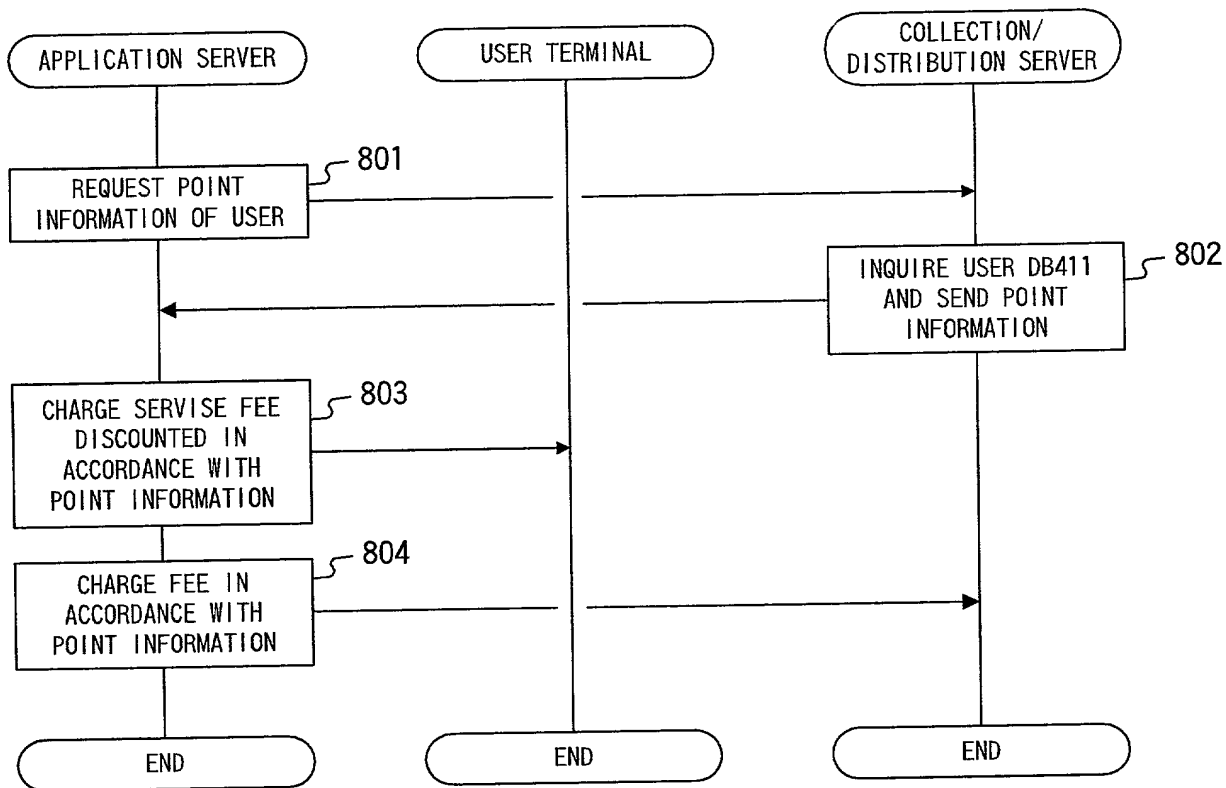 APPLICATION SERVER
USER TERMINAL
COLLECTION/
DISTRIBUTION SERVER
801
REQUEST POINT
INFORMATION OF USER
802
INQUIRE USER DB411
AND SEND POINT
INFORMATION
803
CHARGE SERVISE FEE
DISCOUNTED IN
ACCORDANCE WITH
POINT INFORMATION
804
CHARGE FEE IN
ACCORDANCE WITH
POINT INFORMATION
END
END
END